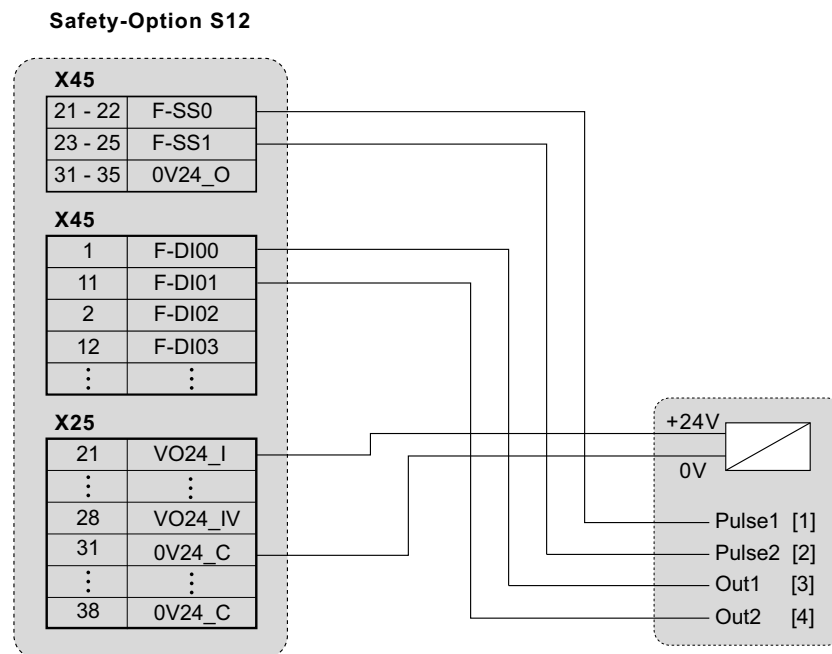 Safety-Option S12
X45
21 - 22 F-SS0
23 - 25 F-SS1
31 - 35 0V24_O
X45
1 F-DI00
11 F-DI01
2 F-DI02
12 F-DI03
⋮ ⋮
X25
21 VO24_I
⋮ ⋮
28 VO24_IV
31 0V24_C
⋮ ⋮
38 0V24_C
+24V
0V
Pulse1 [1]
Pulse2 [2]
Out1 [3]
Out2 [4]